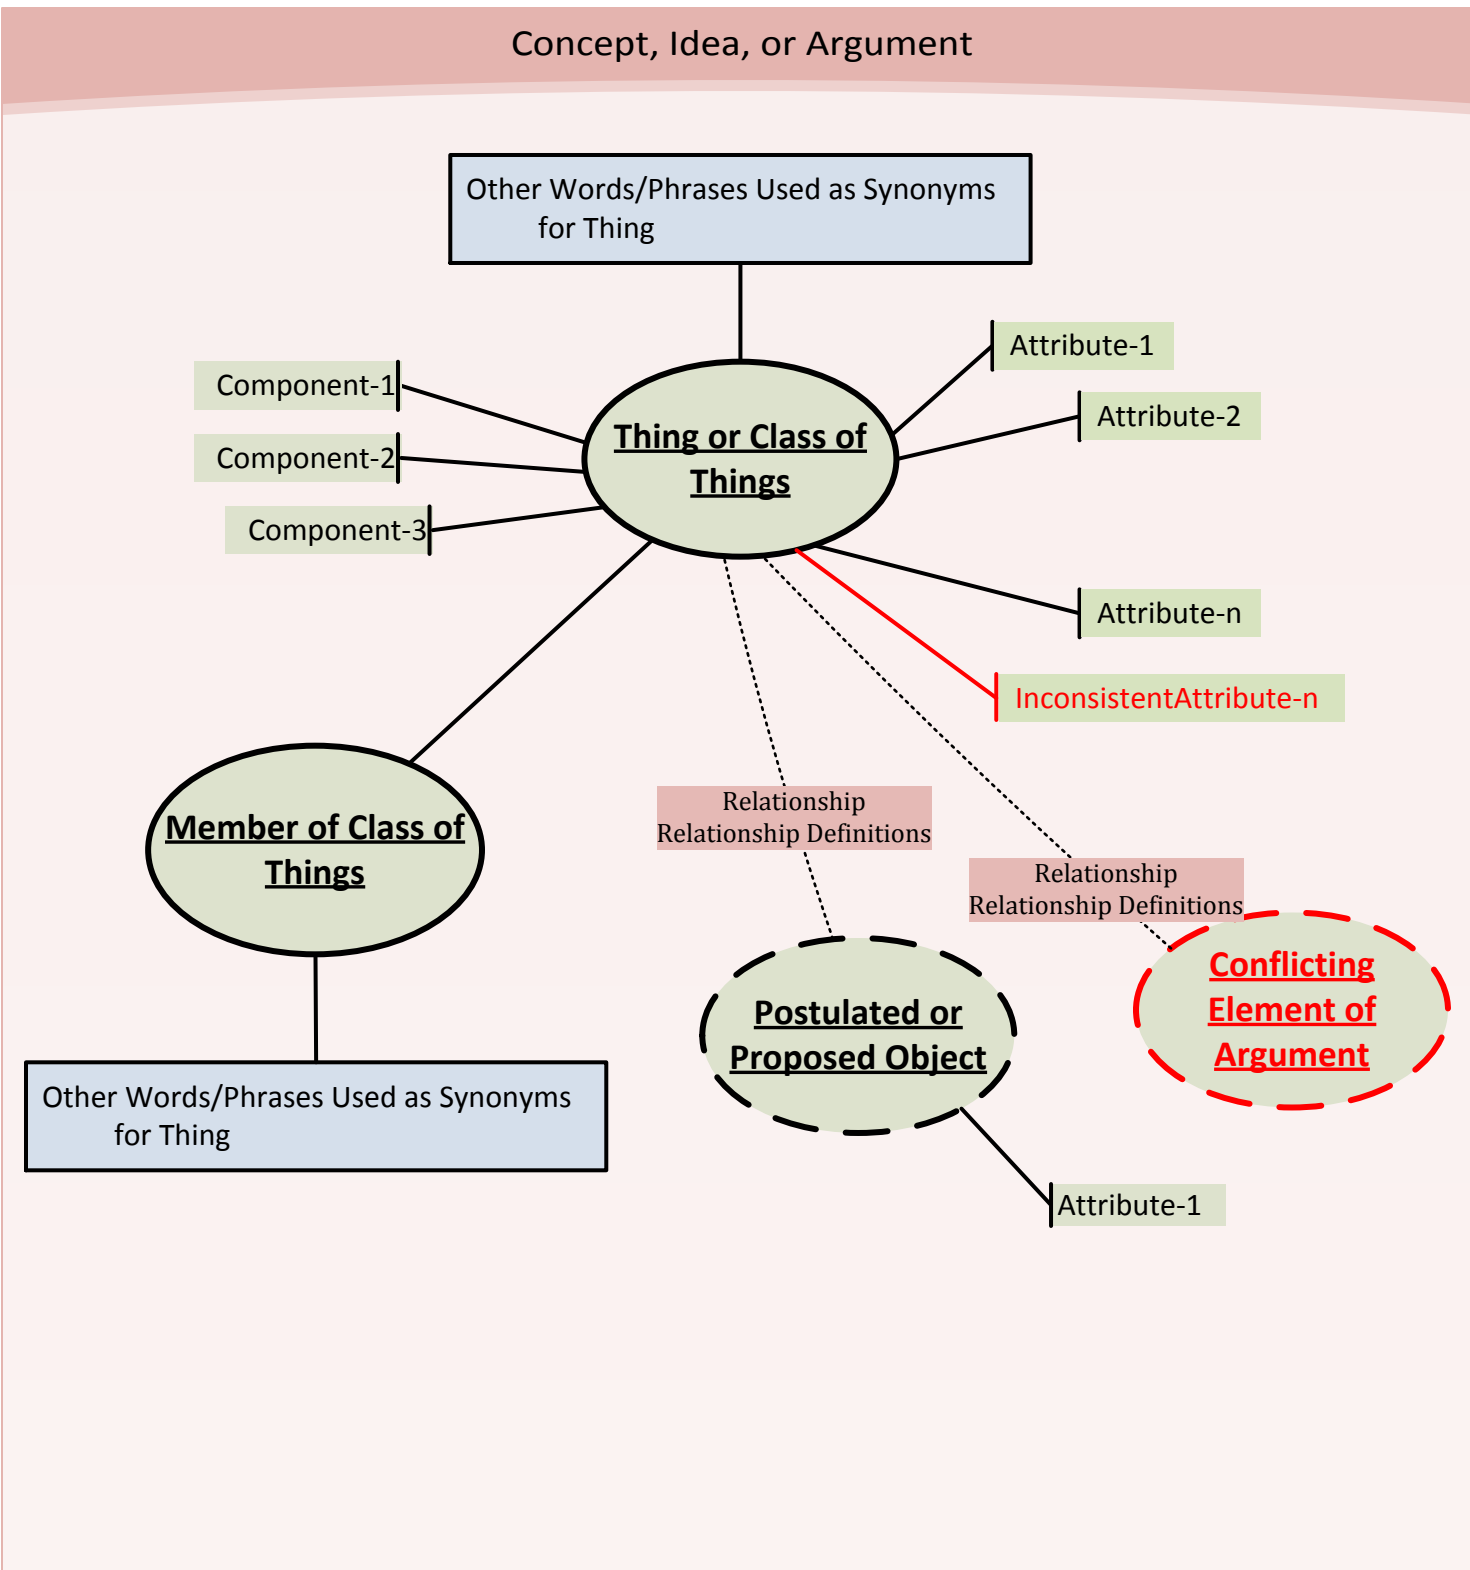 Concept, Idea, or Argument
Other Words/Phrases Used as Synonyms
for Thing
Attribute-1
Component-1
Attribute-2
Thing or Class of
Things
Component-2
Component-3
Attribute-n
InconsistentAttribute-n
Relationship
Relationship Definitions
Member of Class of
Things
Relationship
Relationship Definitions
Conflicting
Element of
Argument
Postulated or
Proposed Object
Other Words/Phrases Used as Synonyms
for Thing
Attribute-1